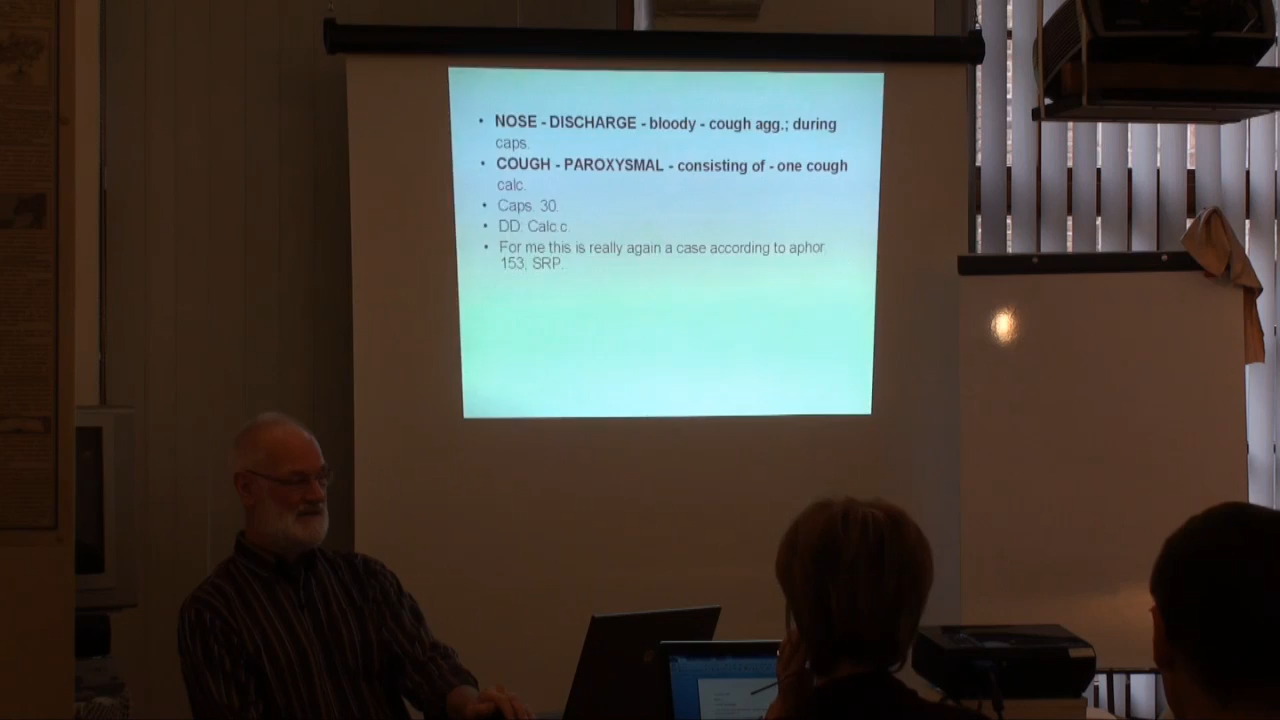 • NOSE - DISCHARGE - bloody - cough agg.; during
caps.
• COUGH - PAROXYSMAL - consisting of - one cough
calc.
• Caps. 30.
• DD: Calc.c.
• For me this is really again a case according to aphor
153, SRP.